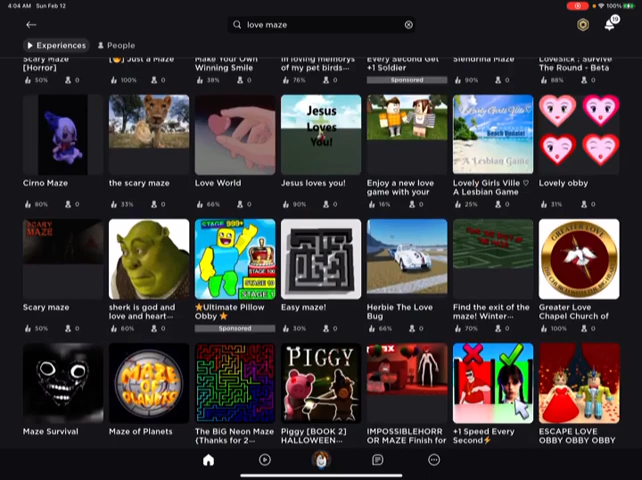 4:04 AM Sun Feb 12
100%
love maze
19
Experiences
People
Scary Maze
[Horror]
Just a Maze
Make Your Own
Winning Smile
in loving memorys
of my pet birds...
Every Second Get
+1 Soldier
Slendrina Maze
LoveSick : Survive
The Round - Beta
50% 0
100% 0
38% 0
76% 0
Sponsored
90% 0
88% 0
Jesus
Loves
You!
Lovely Girls Ville
Beach Update!
A Lesbian Game
Cirno Maze
the scary maze
Love World
Jesus loves you!
Enjoy a new love
game with your
Lovely Girls Ville ♡
A Lesbian Game
Lovely obby
80% 0
33% 0
66% 0
90% 0
16% 0
25% 0
31% 0
SCARY
MAZE
STAGE 999+
STAGE 100
GREATER LOVE
Scary maze
sherk is god and
love and heart...
⭐Ultimate Pillow
Obby ⭐
Easy maze!
Herbie The Love
Bug
Find the exit of the
maze! Winter...
Greater Love
Chapel Church of
50% 0
60% 0
Sponsored
30% 0
66% 0
70% 0
100% 0
MAZE
OF
PLANETS
PIGGY
Maze Survival
Maze of Planets
The BiG Neon Maze
{Thanks for 2...
Piggy [BOOK 2]
HALLOWEEN...
IMPOSSIBLEHORR
OR MAZE Finish for
+1 Speed Every
Second⚡
ESCAPE LOVE
OBBY OBBY OBBY